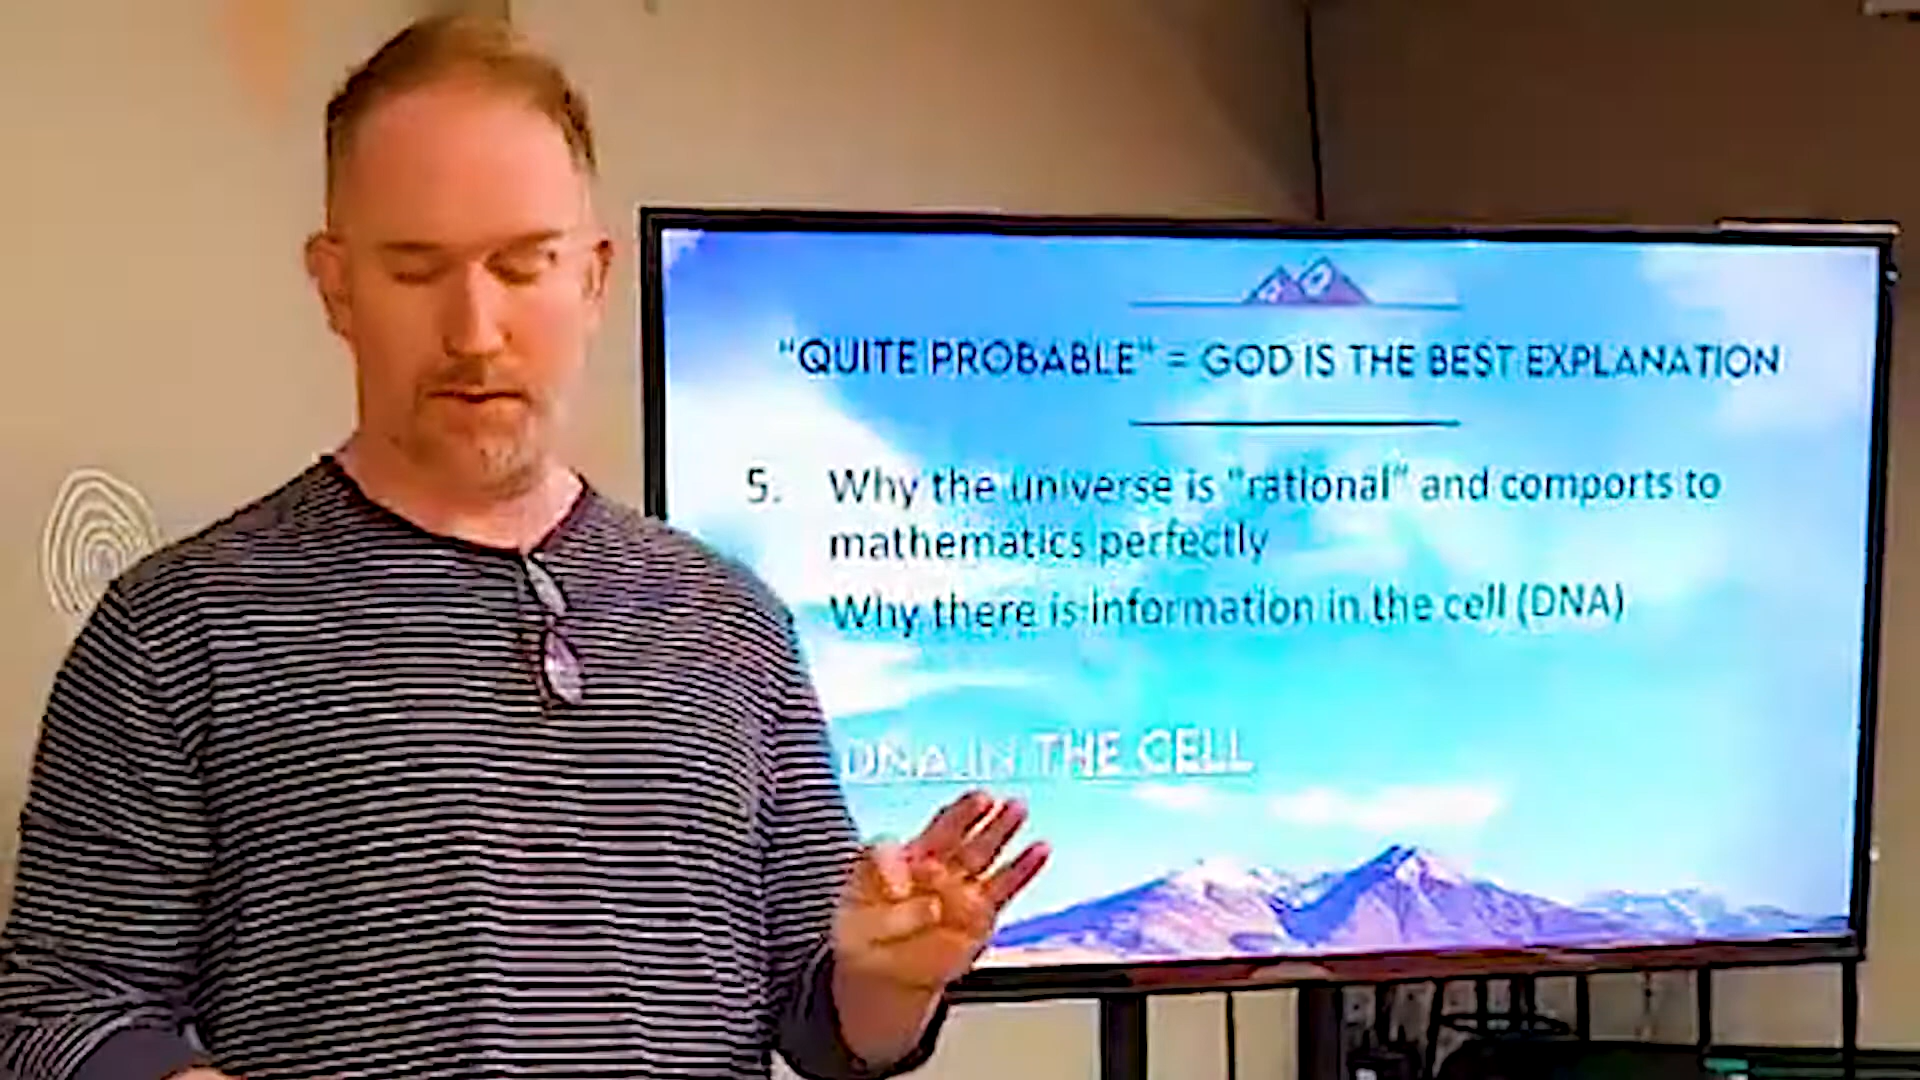 "QUITE PROBABLE" = GOD IS THE BEST EXPLANATION
5. Why the universe is "rational" and comports to
mathematics perfectly
Why there is information in the cell (DNA)
DNA IN THE CELL